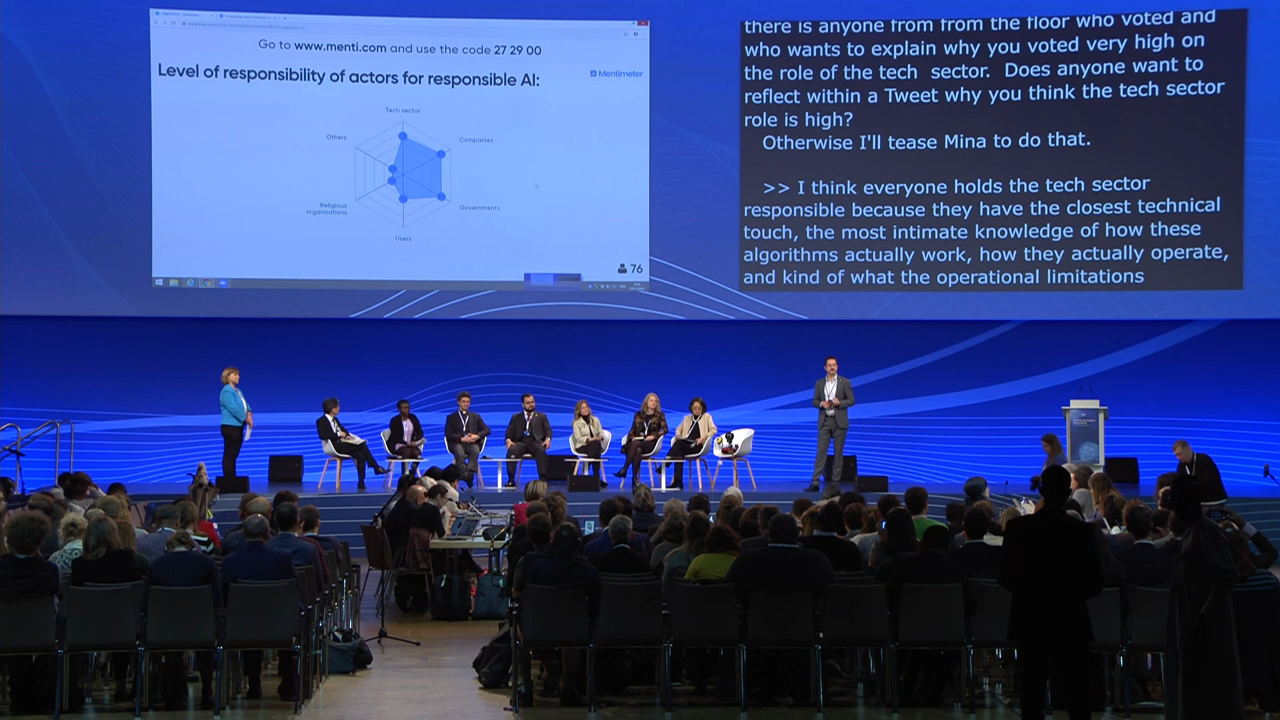 Go to www.menti.com and use the code 27 29 00
Level of responsibility of actors for responsible AI:
Mentimeter
Tech sector
Others
Companies
Religious
organisations
Governments
Users
76
there is anyone from from the floor who voted and
who wants to explain why you voted very high on
the role of the tech sector. Does anyone want to
reflect within a Tweet why you think the tech sector
role is high?
Otherwise I'll tease Mina to do that.
>> I think everyone holds the tech sector
responsible because they have the closest technical
touch, the most intimate knowledge of how these
algorithms actually work, how they actually operate,
and kind of what the operational limitations